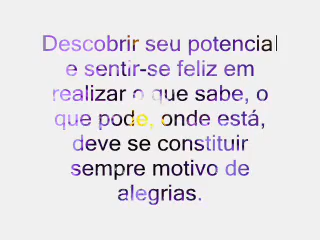 Descobrir seu potencial
e sentir-se feliz em
realizar o que sabe, o
que pode, onde está,
deve se constituir
sempre motivo de
alegrias.